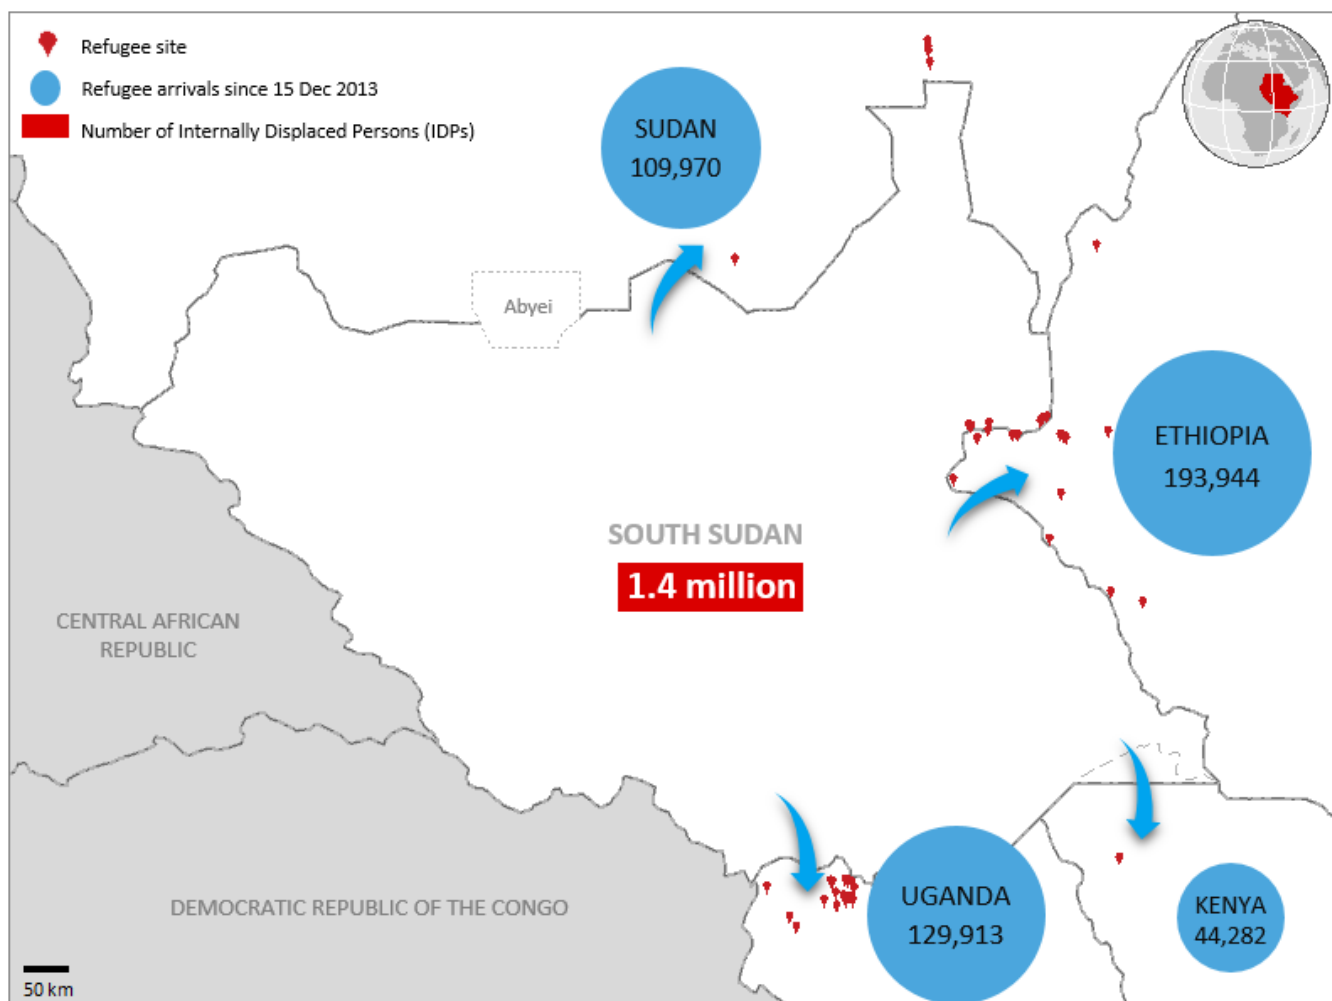 Refugee site
Refugee arrivals since 15 Dec 2013
Number of Internally Displaced Persons (IDPs)
SUDAN
109,970
Abyei
ETHIOPIA
193,944
SOUTH SUDAN
1.4 million
CENTRAL AFRICAN
REPUBLIC
DEMOCRATIC REPUBLIC OF THE CONGO
UGANDA
129,913
KENYA
44,282
50 km